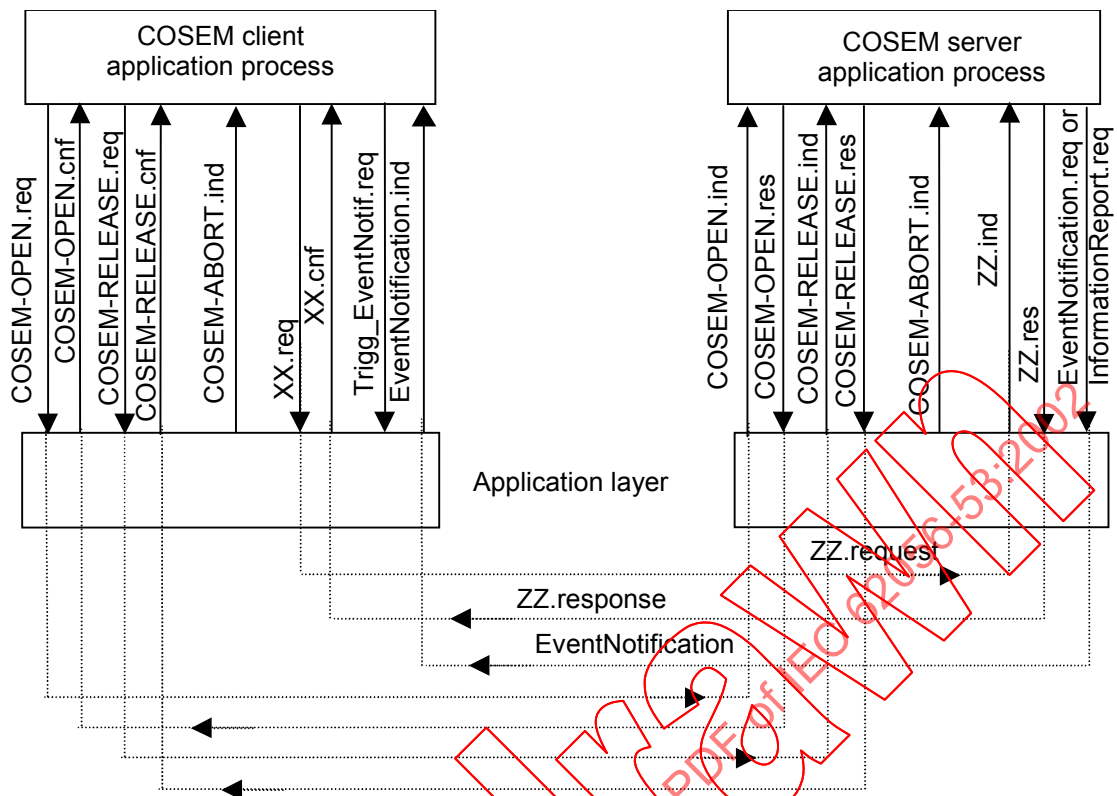 COSEM client
application process
COSEM server
application process
COSEM-OPEN.req
COSEM-OPEN.cnf
COSEM-RELEASE.req
COSEM-RELEASE.cnf
COSEM-ABORT.ind
XX.req
XX.cnf
Trigg_EventNotif.req
EventNotification.ind
COSEM-OPEN.ind
COSEM-OPEN.res
COSEM-RELEASE.ind
COSEM-RELEASE.res
COSEM-ABORT.ind
ZZ.ind
ZZ.res
EventNotification.req or
InformationReport.req
Application layer
ZZ.request
ZZ.response
EventNotification
PDF of IEC 62056-53:2002